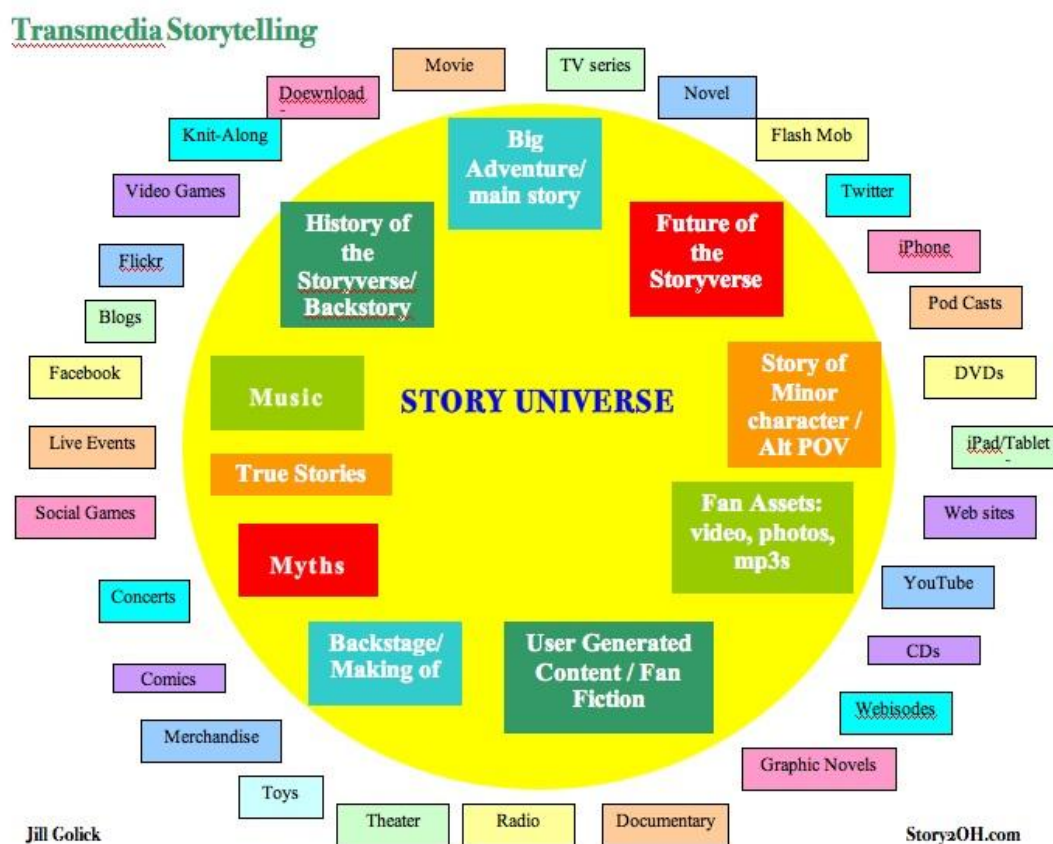 Transmedia Storytelling
Movie
TV series
Doewnload
Novel
Knit-Along
Flash Mob
Video Games
Twitter
Flickr
iPhone
Blogs
Pod Casts
Facebook
DVDs
Live Events
iPad/Tablet
Social Games
Web sites
Concerts
YouTube
Comics
CDs
Merchandise
Webisodes
Toys
Graphic Novels
Theater
Radio
Documentary
Big
Adventure/
main story
History of
the
Storyverse/
Backstory
Future of
the
Storyverse
Music
STORY UNIVERSE
Story of
Minor
character /
Alt POV
True Stories
Fan Assets:
video, photos,
mp3s
Myths
Backstage/
Making of
User Generated
Content / Fan
Fiction
Jill Golick
Story2OH.com